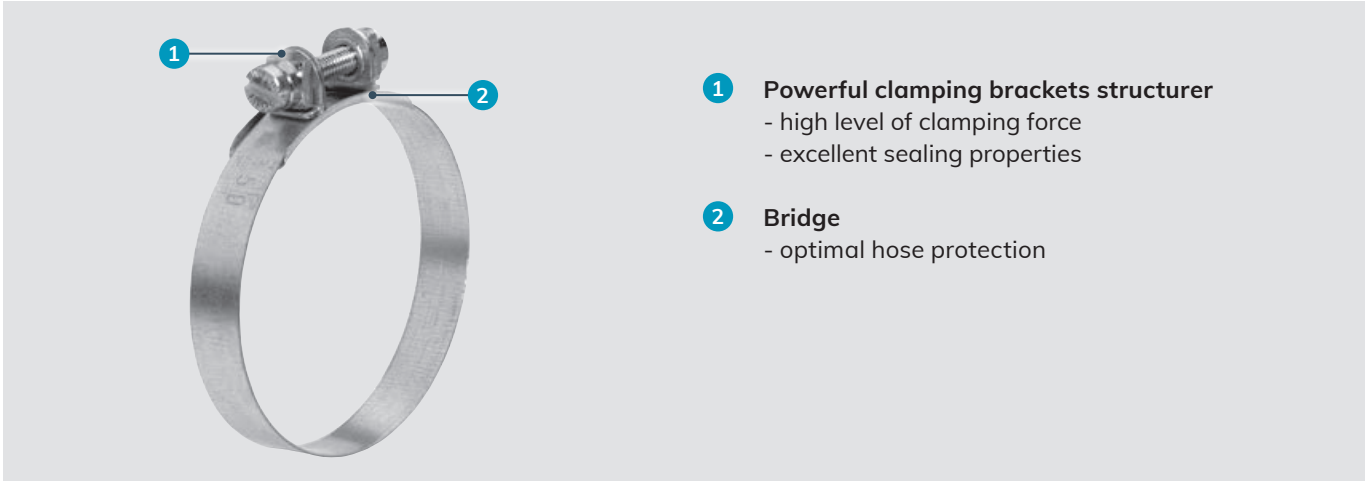 1
2
1 Powerful clamping brackets structurer
- high level of clamping force
- excellent sealing properties
2 Bridge
- optimal hose protection